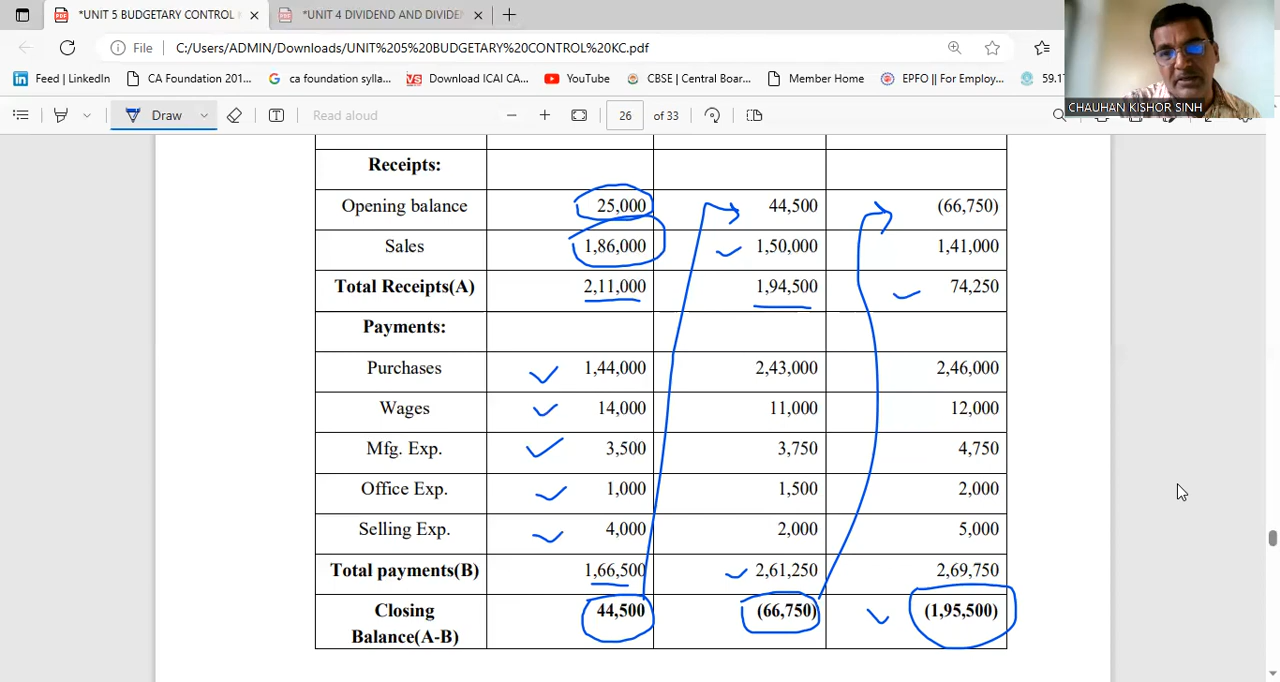 *UNIT 5 BUDGETARY CONTROL
*UNIT 4 DIVIDEND AND DIVIDE
File C:/Users/ADMIN/Downloads/UNIT%205%20BUDGETARY%20CONTROL%20KC.pdf
Feed | LinkedIn CA Foundation 201... ca foundation sylla... Download ICAI CA... YouTube CBSE | Central Boar... Member Home EPFO || For Employ... 59.1
CHAUHAN KISHOR SINH
Draw Read aloud 26 of 33
Receipts:
Opening balance 25,000 44,500 (66,750)
Sales 1,86,000 1,50,000 1,41,000
Total Receipts(A) 2,11,000 1,94,500 74,250
Payments:
Purchases 1,44,000 2,43,000 2,46,000
Wages 14,000 11,000 12,000
Mfg. Exp. 3,500 3,750 4,750
Office Exp. 1,000 1,500 2,000
Selling Exp. 4,000 2,000 5,000
Total payments(B) 1,66,500 2,61,250 2,69,750
Closing 44,500 (66,750) (1,95,500)
Balance(A-B)